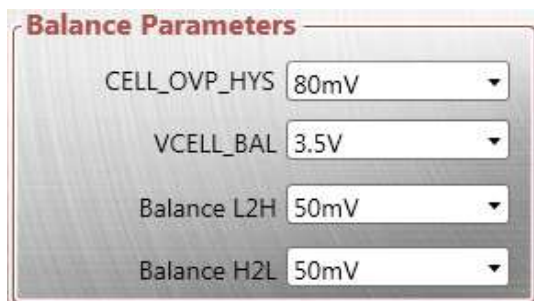 Balance Parameters
CELL_OVP_HYS 80mV
VCELL_BAL 3.5V
Balance L2H 50mV
Balance H2L 50mV